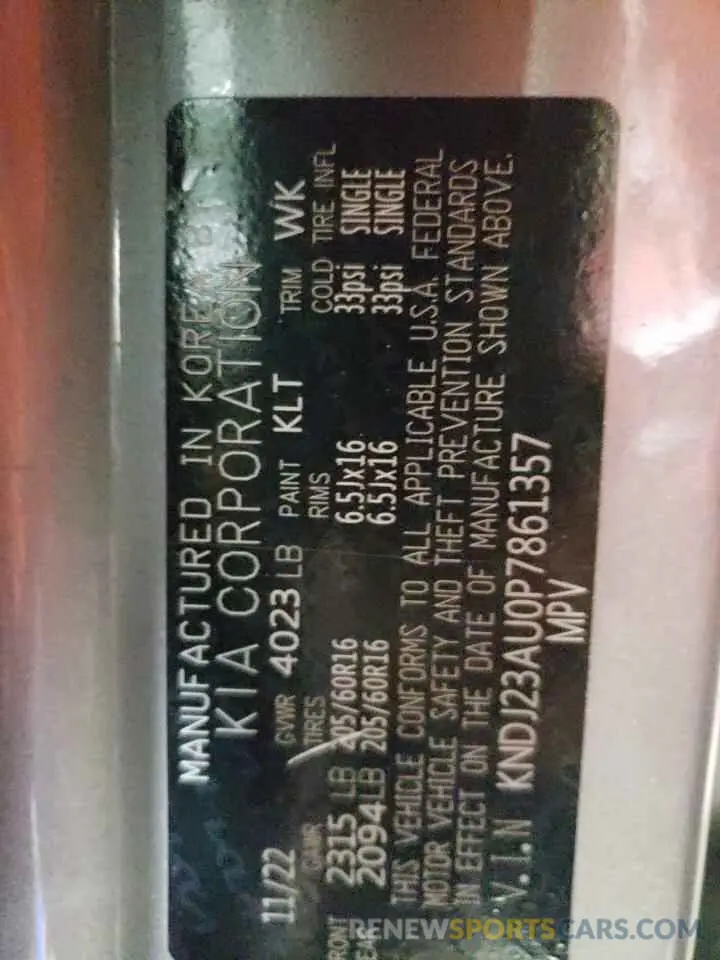 MANUFACTURED IN KOREA BY
KIA CORPORATION
11/22 GVWR 4023 LB PAINT KLT TRIM WK
GAWR TIRES RIMS COLD TIRE INFL
2315 LB 205/60R16 6.5Jx16 33psi SINGLE
2094 LB 205/60R16 6.5Jx16 33psi SINGLE
THIS VEHICLE CONFORMS TO ALL APPLICABLE U.S.A. FEDERAL
MOTOR VEHICLE SAFETY AND THEFT PREVENTION STANDARDS
IN EFFECT ON THE DATE OF MANUFACTURE SHOWN ABOVE.
V.I.N KNDJ23AU0P7861357
MPV
RENEWSPORTSCARS.COM